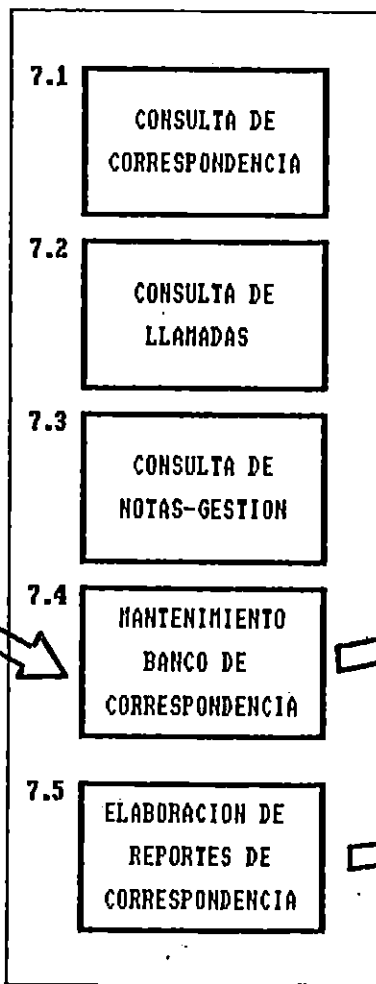 7.1
CONSULTA DE
CORRESPONDENCIA
7.2
CONSULTA DE
LLAMADAS
7.3
CONSULTA DE
NOTAS-GESTION
7.4
MANTENIMIENTO
BANCO DE
CORRESPONDENCIA
7.5
ELABORACION DE
REPORTES DE
CORRESPONDENCIA